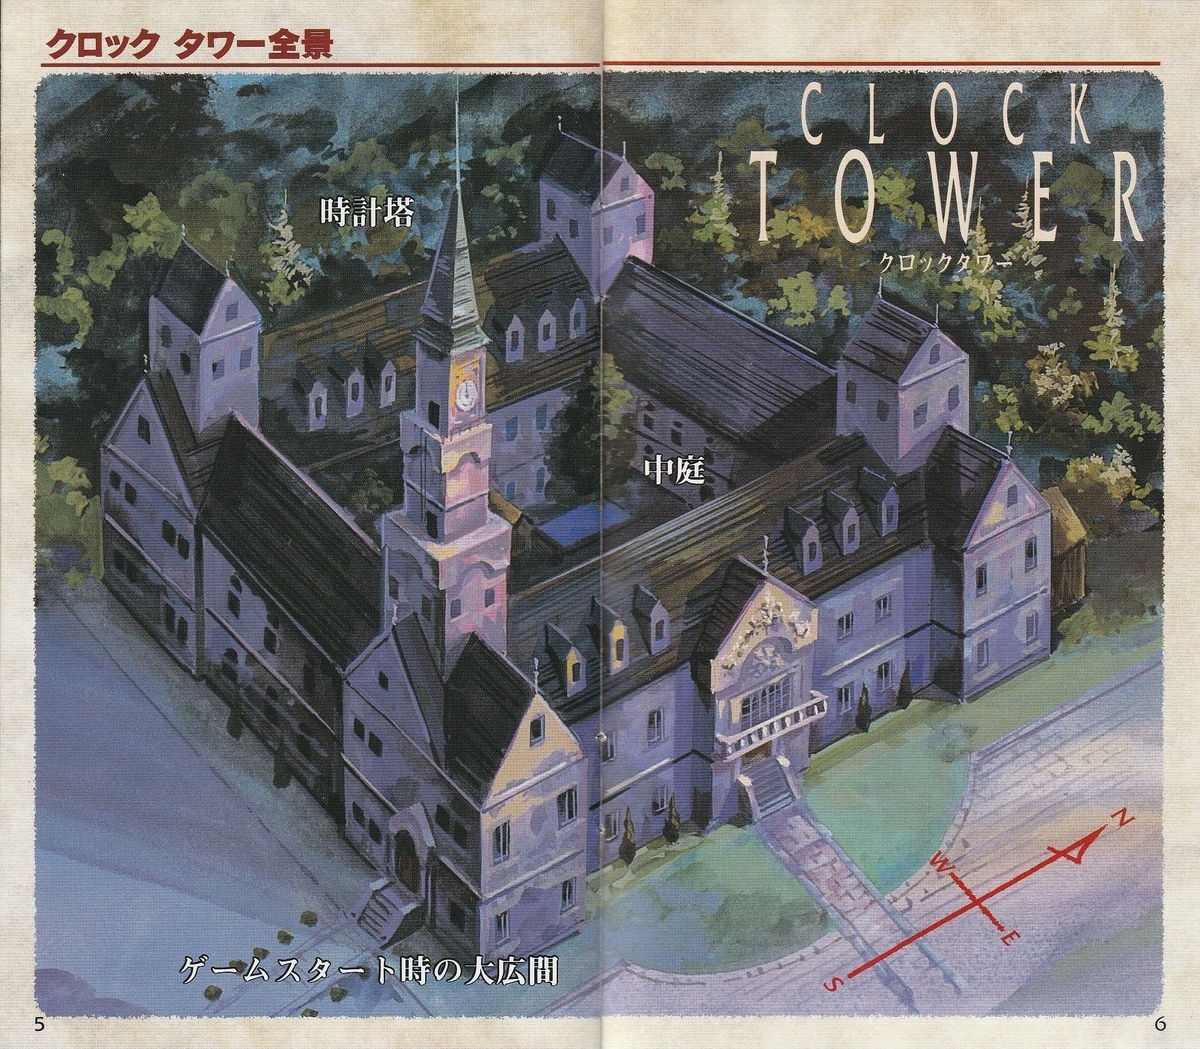 クロック タワー全景
CLOCK
TOWER
クロックタワー
時計塔
中庭
ゲームスタート時の大広間
N
W
E
S
5
6